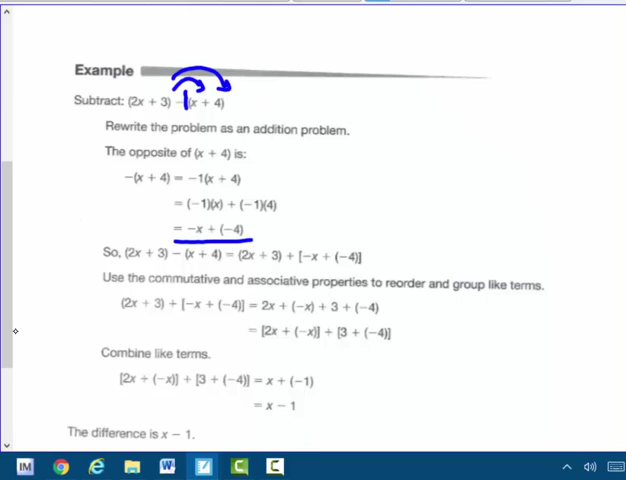 Example
Subtract: (2x + 3) −1(x + 4)
Rewrite the problem as an addition problem.
The opposite of (x + 4) is:
−(x + 4) = −1(x + 4)
= (−1)(x) + (−1)(4)
= −x + (−4)
So, (2x + 3) − (x + 4) = (2x + 3) + [−x + (−4)]
Use the commutative and associative properties to reorder and group like terms.
(2x + 3) + [−x + (−4)] = 2x + (−x) + 3 + (−4)
= [2x + (−x)] + [3 + (−4)]
Combine like terms.
[2x + (−x)] + [3 + (−4)] = x + (−1)
= x − 1
The difference is x − 1.
IM